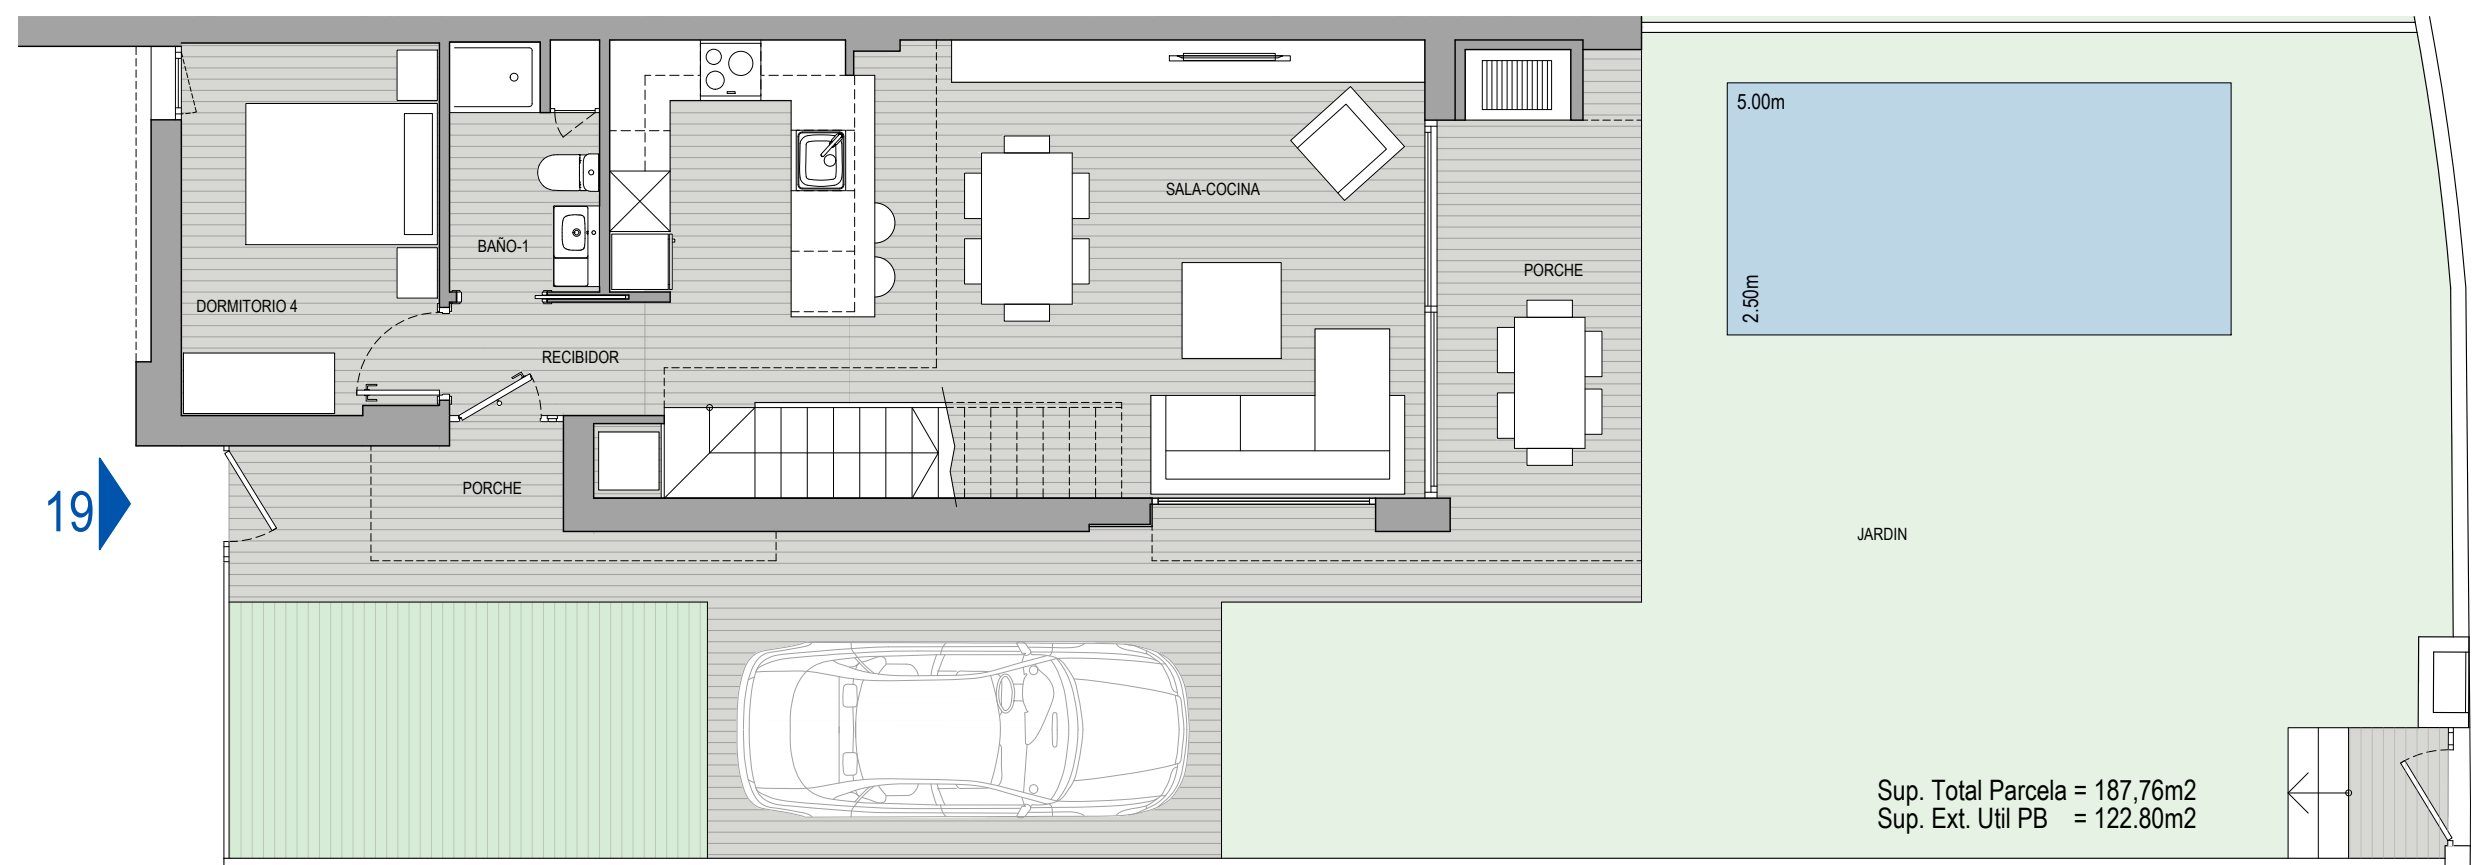 5.00m
2.50m
SALA-COCINA
BAÑO-1
PORCHE
DORMITORIO 4
RECIBIDOR
PORCHE
19
JARDIN
Sup. Total Parcela = 187,76m2
Sup. Ext. Util PB = 122.80m2